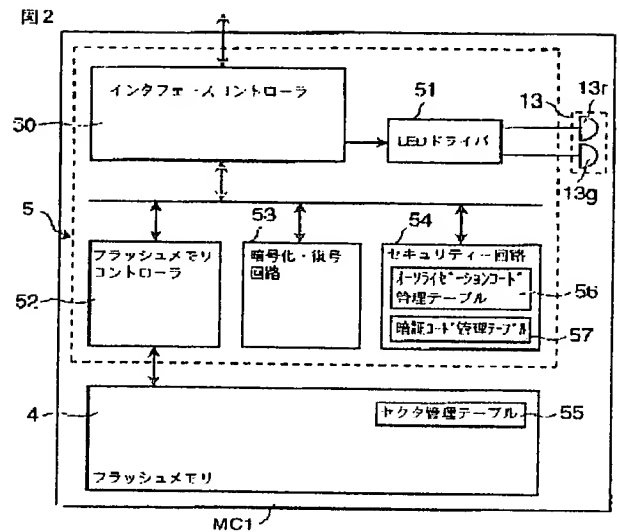 図2
インタフェースコントローラ
50
51
LEDドライバ
13
13r
13g
5
フラッシュメモリ
コントローラ
52
53
暗号化・復号
回路
54
セキュリティー回路
イニシャライゼーションコード
管理テーブル
56
暗証コード管理テーブル
57
4
セクタ管理テーブル
55
フラッシュメモリ
MC1